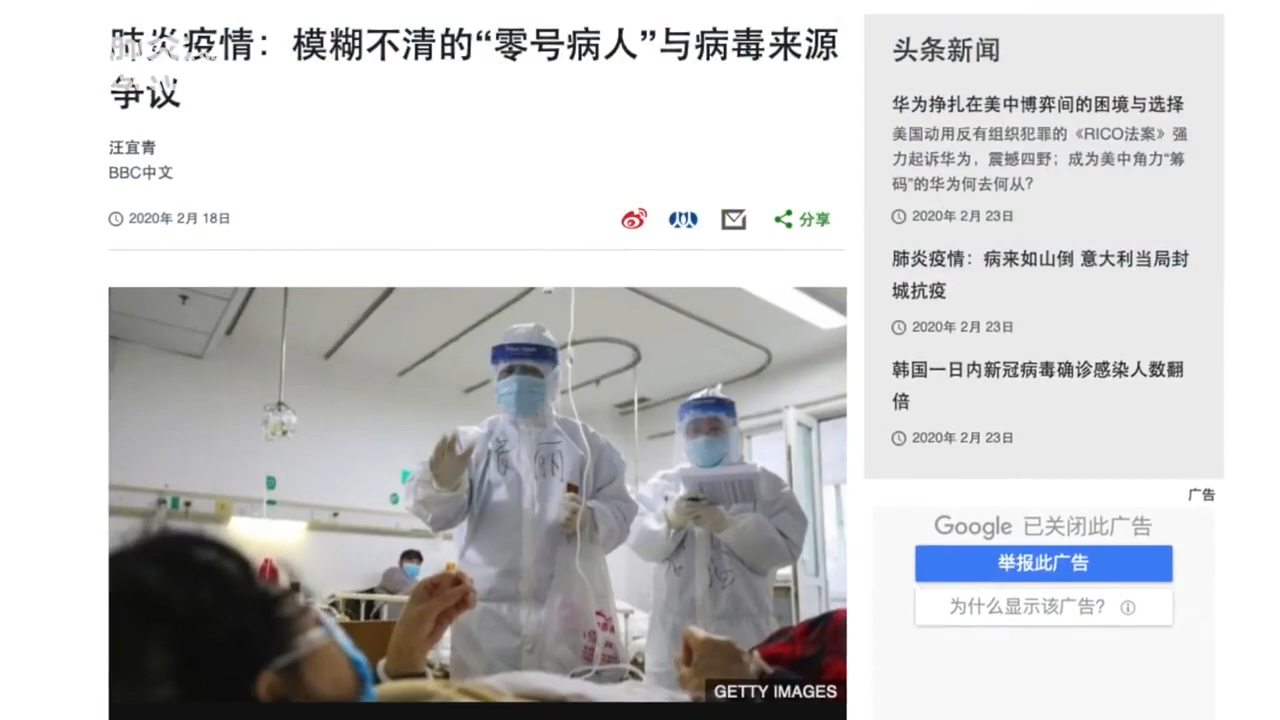 肺炎疫情：模糊不清的“零号病人”与病毒来源
争议
汪宜青
BBC中文
2020年 2月 18日
分享
GETTY IMAGES
头条新闻
华为挣扎在美中博弈间的困境与选择
美国动用反有组织犯罪的《RICO法案》强
力起诉华为，震撼四野；成为美中角力“筹
码”的华为何去何从？
2020年 2月 23日
肺炎疫情：病来如山倒 意大利当局封
城抗疫
2020年 2月 23日
韩国一日内新冠病毒确诊感染人数翻
倍
2020年 2月 23日
广告
Google 已关闭此广告
举报此广告
为什么显示该广告？